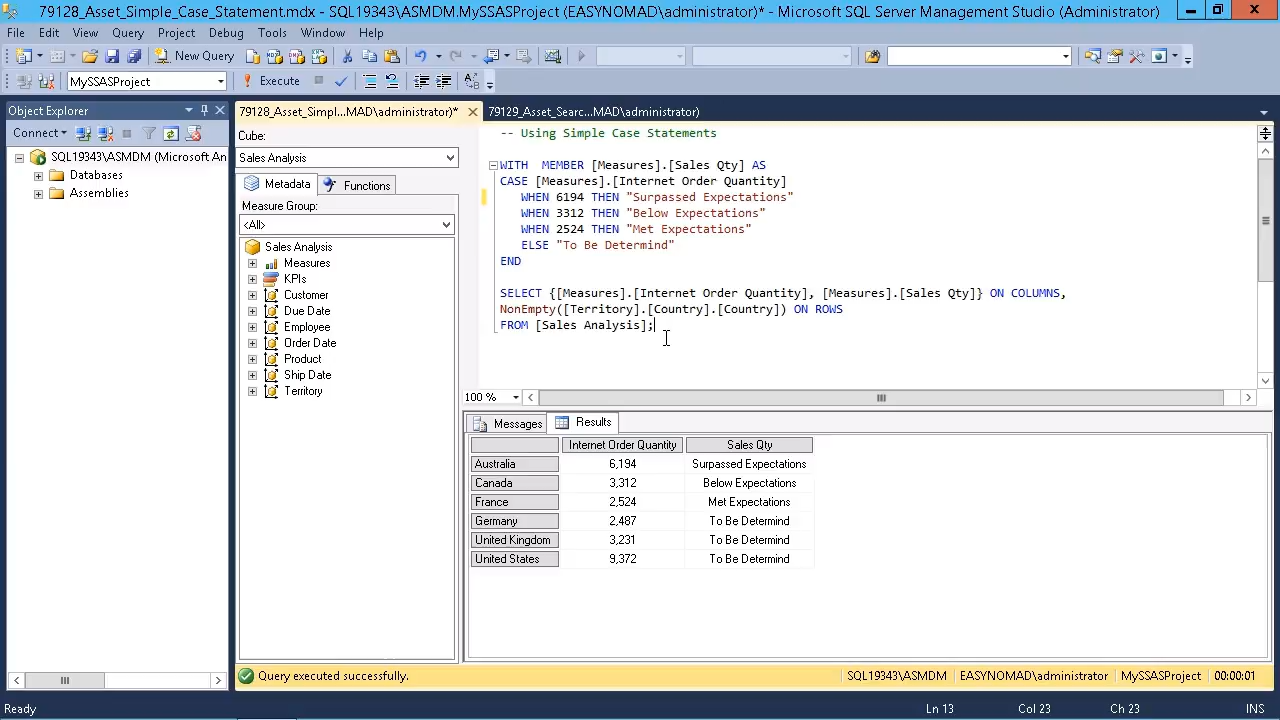 79128_Asset_Simple_Case_Statement.mdx - SQL19343\ASMDM.MySSASProject (EASYNOMAD\administrator)* - Microsoft SQL Server Management Studio (Administrator)
File Edit View Query Project Debug Tools Window Help
New Query
MySSASProject Execute
Object Explorer
Connect
SQL19343\ASMDM (Microsoft An
Databases
Assemblies
79128_Asset_Simpl...MAD\administrator)* 79129_Asset_Searc...MAD\administrator)
Cube:
Sales Analysis
Metadata Functions
Measure Group:
<All>
Sales Analysis
Measures
KPIs
Customer
Due Date
Employee
Order Date
Product
Ship Date
Territory
-- Using Simple Case Statements
WITH  MEMBER [Measures].[Sales Qty] AS
CASE [Measures].[Internet Order Quantity]
WHEN 6194 THEN "Surpassed Expectations"
WHEN 3312 THEN "Below Expectations"
WHEN 2524 THEN "Met Expectations"
ELSE "To Be Determind"
END
SELECT {[Measures].[Internet Order Quantity], [Measures].[Sales Qty]} ON COLUMNS,
NonEmpty([Territory].[Country].[Country]) ON ROWS
FROM [Sales Analysis];
100 %
Messages Results
Internet Order Quantity Sales Qty
Australia 6,194 Surpassed Expectations
Canada 3,312 Below Expectations
France 2,524 Met Expectations
Germany 2,487 To Be Determind
United Kingdom 3,231 To Be Determind
United States 9,372 To Be Determind
Query executed successfully. SQL19343\ASMDM EASYNOMAD\administrator MySSASProject 00:00:01
Ready Ln 13 Col 23 Ch 23 INS